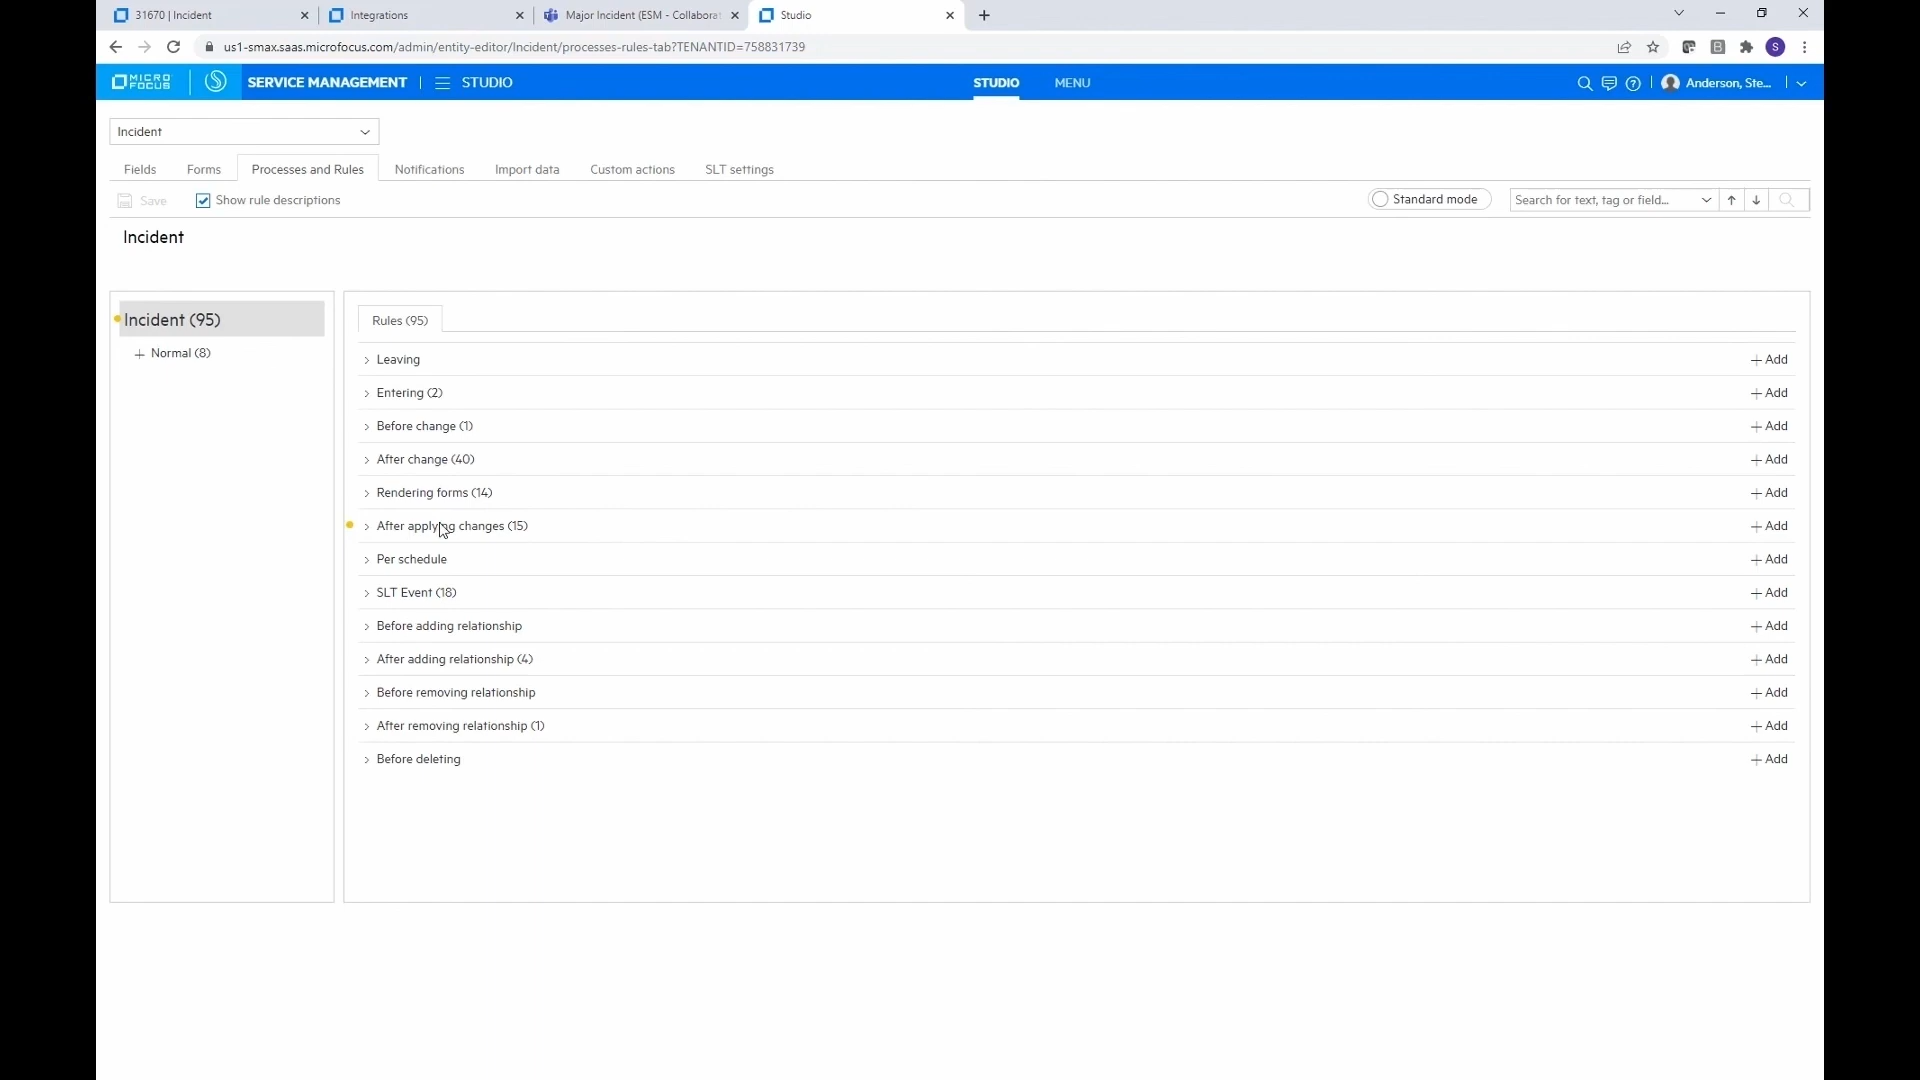 31670 | Incident
Integrations
Major Incident (ESM - Collabora
Studio
us1-smax.saas.microfocus.com/admin/entity-editor/Incident/processes-rules-tab?TENANTID=758831739
B
S
MICRO FOCUS
SERVICE MANAGEMENT
STUDIO
STUDIO
MENU
Anderson, Ste...
Incident
Fields
Forms
Processes and Rules
Notifications
Import data
Custom actions
SLT settings
Save
Show rule descriptions
Standard mode
Search for text, tag or field...
Incident
Incident (95)
Normal (8)
Rules (95)
Leaving
Add
Entering (2)
Add
Before change (1)
Add
After change (40)
Add
Rendering forms (14)
Add
After applying changes (15)
Add
Per schedule
Add
SLT Event (18)
Add
Before adding relationship
Add
After adding relationship (4)
Add
Before removing relationship
Add
After removing relationship (1)
Add
Before deleting
Add